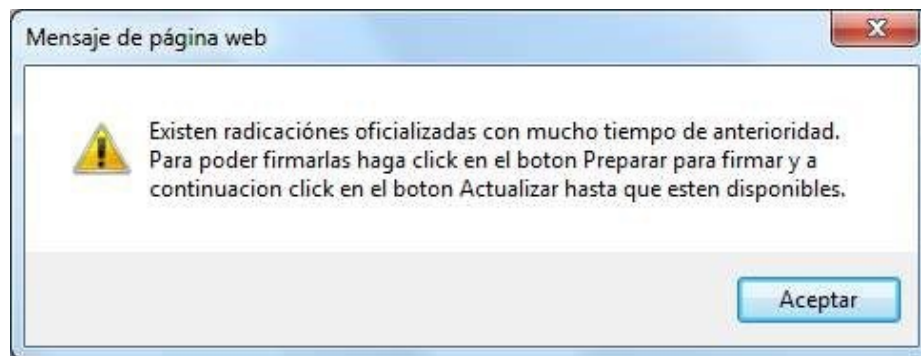 Mensaje de página web
Existen radicaciónes oficializadas con mucho tiempo de anterioridad.
Para poder firmarlas haga click en el boton Preparar para firmar y a
continuacion click en el boton Actualizar hasta que esten disponibles.
Aceptar